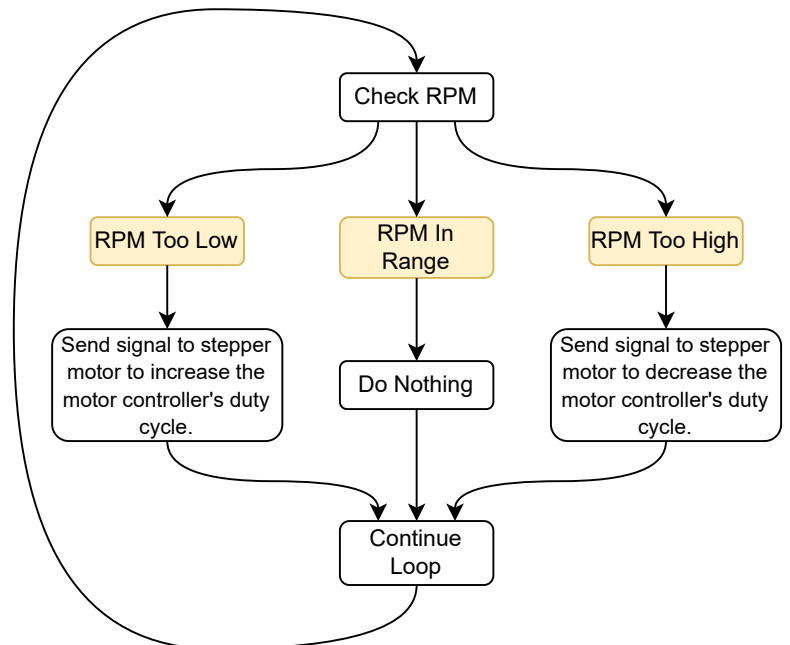 Check RPM
RPM Too Low
RPM In
Range
RPM Too High
Send signal to stepper
motor to increase the
motor controller's duty
cycle.
Do Nothing
Send signal to stepper
motor to decrease the
motor controller's duty
cycle.
Continue
Loop